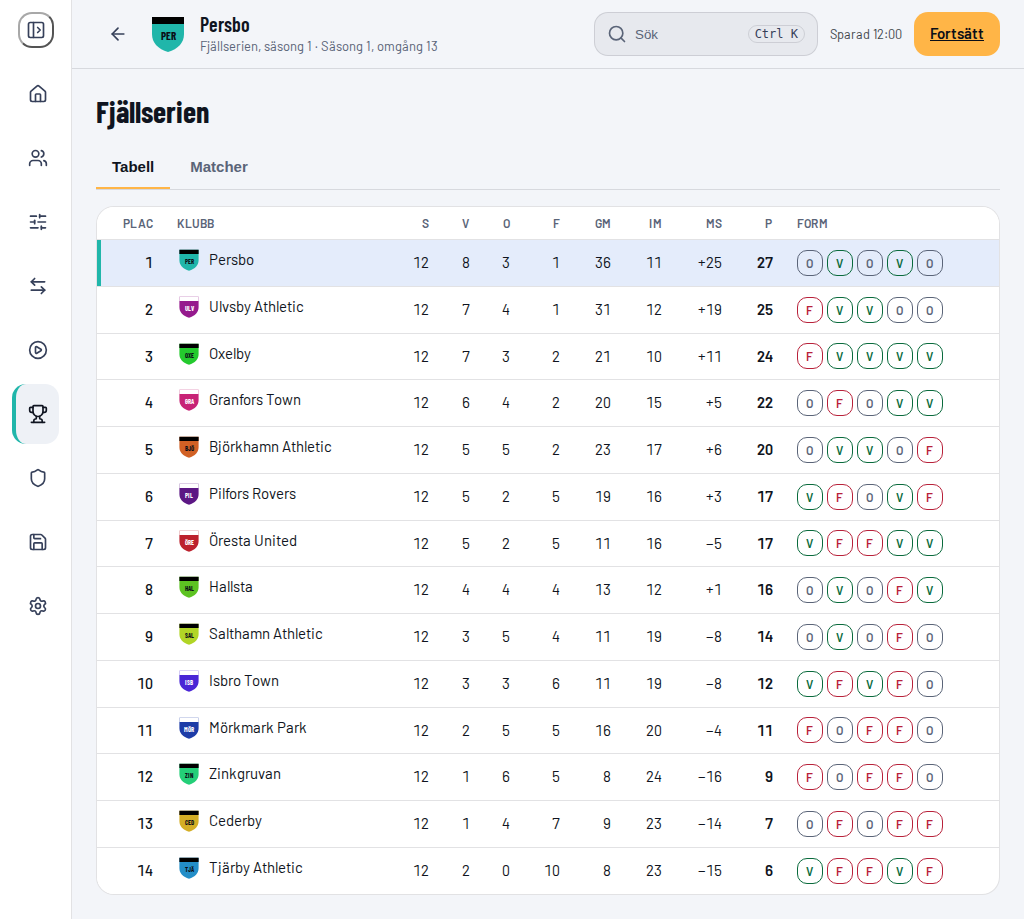 PER
Persbo
Fjällserien, säsong 1 · Säsong 1, omgång 13
Sök
Ctrl K
Sparad 12:00
Fortsätt
Fjällserien
Tabell Matcher
PLAC KLUBB S V O F GM IM MS P FORM
1 PER Persbo 12 8 3 1 36 11 +25 27 O V O V O
2 ULV Ulvsby Athletic 12 7 4 1 31 12 +19 25 F V V O O
3 OXE Oxelby 12 7 3 2 21 10 +11 24 F V V V V
4 GRA Granfors Town 12 6 4 2 20 15 +5 22 O F O V V
5 BJÖ Björkhamn Athletic 12 5 5 2 23 17 +6 20 O V V O F
6 PIL Pilfors Rovers 12 5 2 5 19 16 +3 17 V F O V F
7 ÖRE Öresta United 12 5 2 5 11 16 −5 17 V F F V V
8 HAL Hallsta 12 4 4 4 13 12 +1 16 O V O F V
9 SAL Salthamn Athletic 12 3 5 4 11 19 −8 14 O V O F O
10 ISB Isbro Town 12 3 3 6 11 19 −8 12 V F V F O
11 MÖR Mörkmark Park 12 2 5 5 16 20 −4 11 F O F F O
12 ZIN Zinkgruvan 12 1 6 5 8 24 −16 9 F O F F O
13 CED Cederby 12 1 4 7 9 23 −14 7 O F O F F
14 TJÄ Tjärby Athletic 12 2 0 10 8 23 −15 6 V F F V F